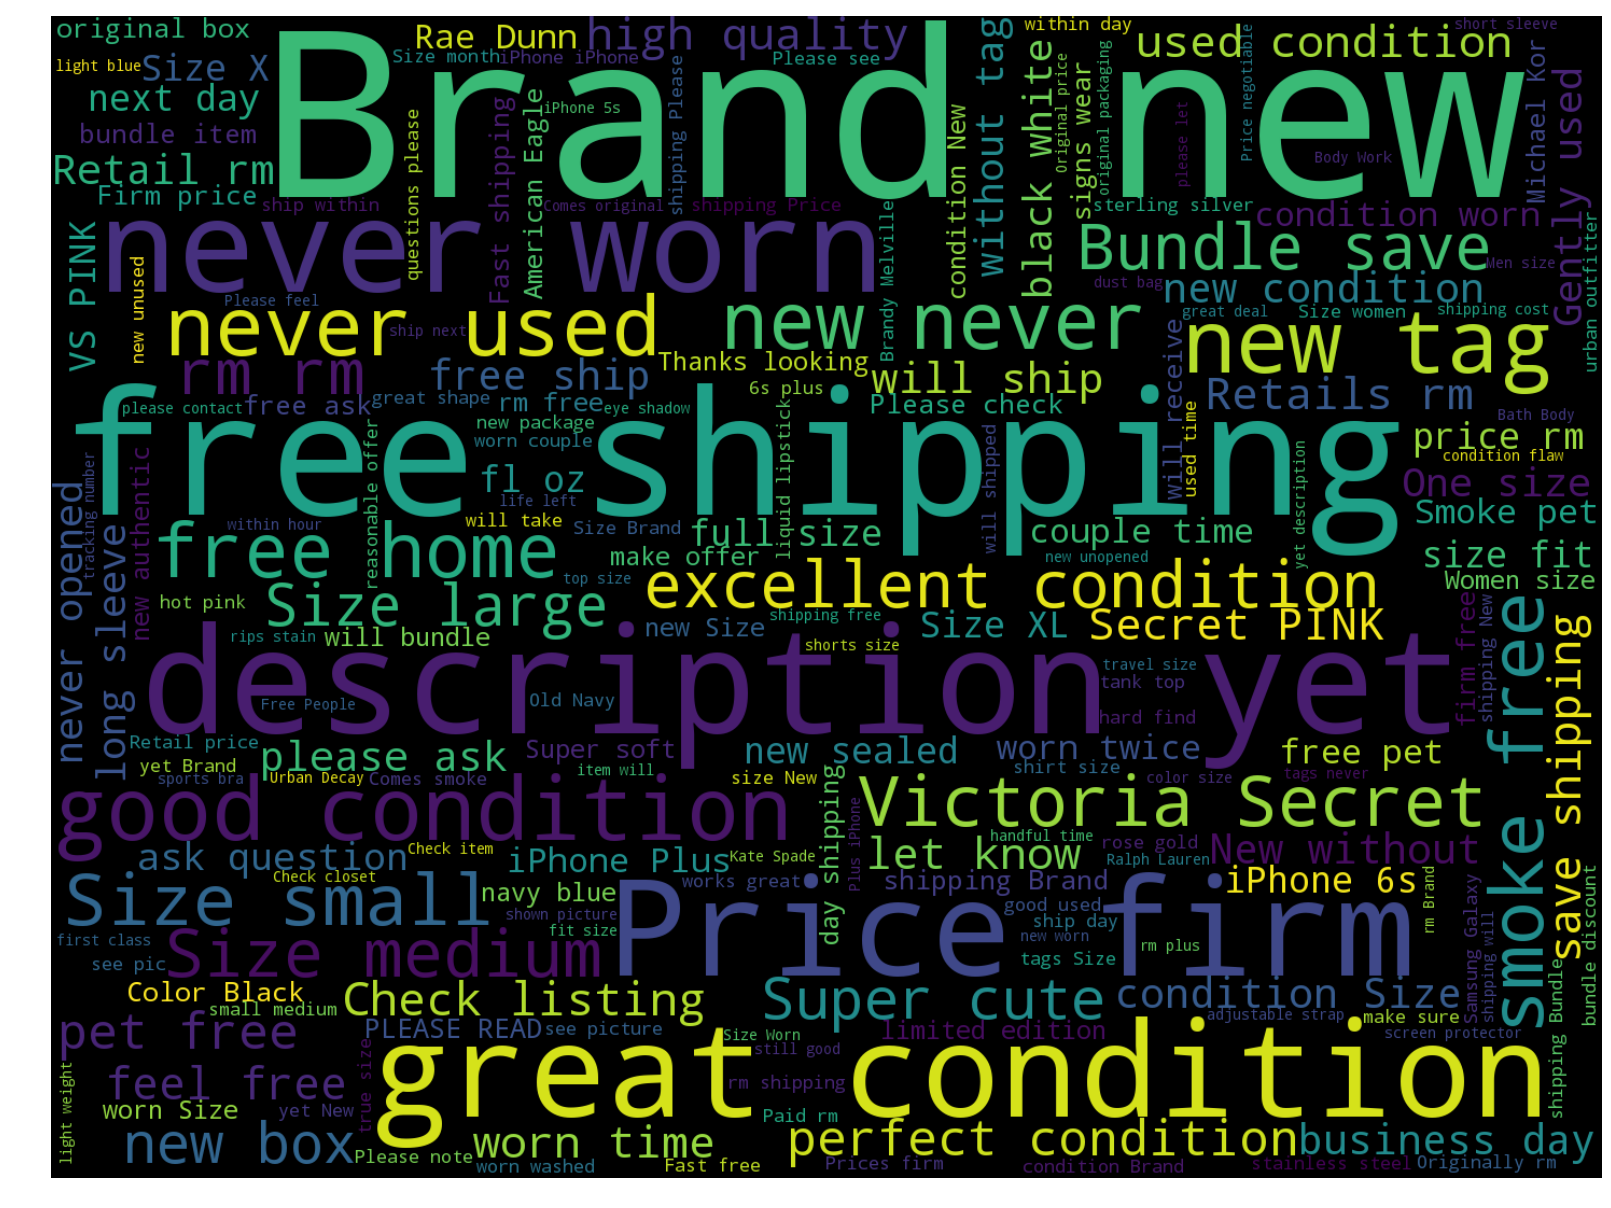 original box
Rae Dunn
high quality
within day
short sleeve
light blue
Size X
Size month
iPhone iPhone
Please see
used condition
Brand new
next day
bundle item
iPhone 5s
Retail rm
Firm price
ship within
questions please
Fast shipping
American Eagle
Comes original
shipping Please
shipping Price
condition New
without tag
black white
Original price
signs wear
original packaging
please let
Price negotiable
Body Work
Michael Kor
Gently used
sterling silver
condition worn
never worn
Bundle save
Men size
urban outfitter
VS PINK
new unused
Please feel
ship next
dust bag
new condition
great deal
Size women
shipping cost
never used
new never
Brandy Melville
new tag
rm rm
free ship
Thanks looking
6s plus
will ship
will receive
Retails rm
please contact
free ask
great shape
rm free
eye shadow
Please check
Bath Body
new package
worn couple
free shipping
price rm
condition flaw
fl oz
life left
liquid lipstick
reasonable offer
will shipped
used time
yet description
One size
never opened
tracking number
long sleeve
new authentic
within hour
will take
Size Brand
full size
couple time
Smoke pet
free home
make offer
new unopened
size fit
top size
excellent condition
Women size
hot pink
Size large
shipping free
rips stain
will bundle
new Size
shorts size
Size XL
Secret PINK
firm free
shipping New
smoke free
save shipping
description yet
travel size
tank top
Free People
Old Navy
hard find
Retail price
please ask
Super soft
new sealed
worn twice
free pet
yet Brand
sports bra
Urban Decay
Comes smoke
item will
size New
shirt size
color size
tags never
good condition
day shipping
Plus iPhone
Victoria Secret
handful time
rose gold
ask question
Check item
iPhone Plus
Kate Spade
let know
Ralph Lauren
New without
Check closet
works great
shipping Brand
iPhone 6s
Size small
navy blue
shown picture
fit size
good used
ship day
Price firm
rm Brand
Samsung Galaxy
shipping will
bundle discount
first class
see pic
Size medium
new worn
tags Size
rm plus
Color Black
small medium
Check listing
Super cute
condition Size
adjustable strap
make sure
shipping Bundle
pet free
PLEASE READ
see picture
Size Worn
still good
limited edition
screen protector
light weight
feel free
true size
great condition
rm shipping
worn Size
yet New
Paid rm
new box
Please note
worn time
worn washed
Fast free
perfect condition
Prices firm
condition Brand
stainless steel
business day
Originally rm